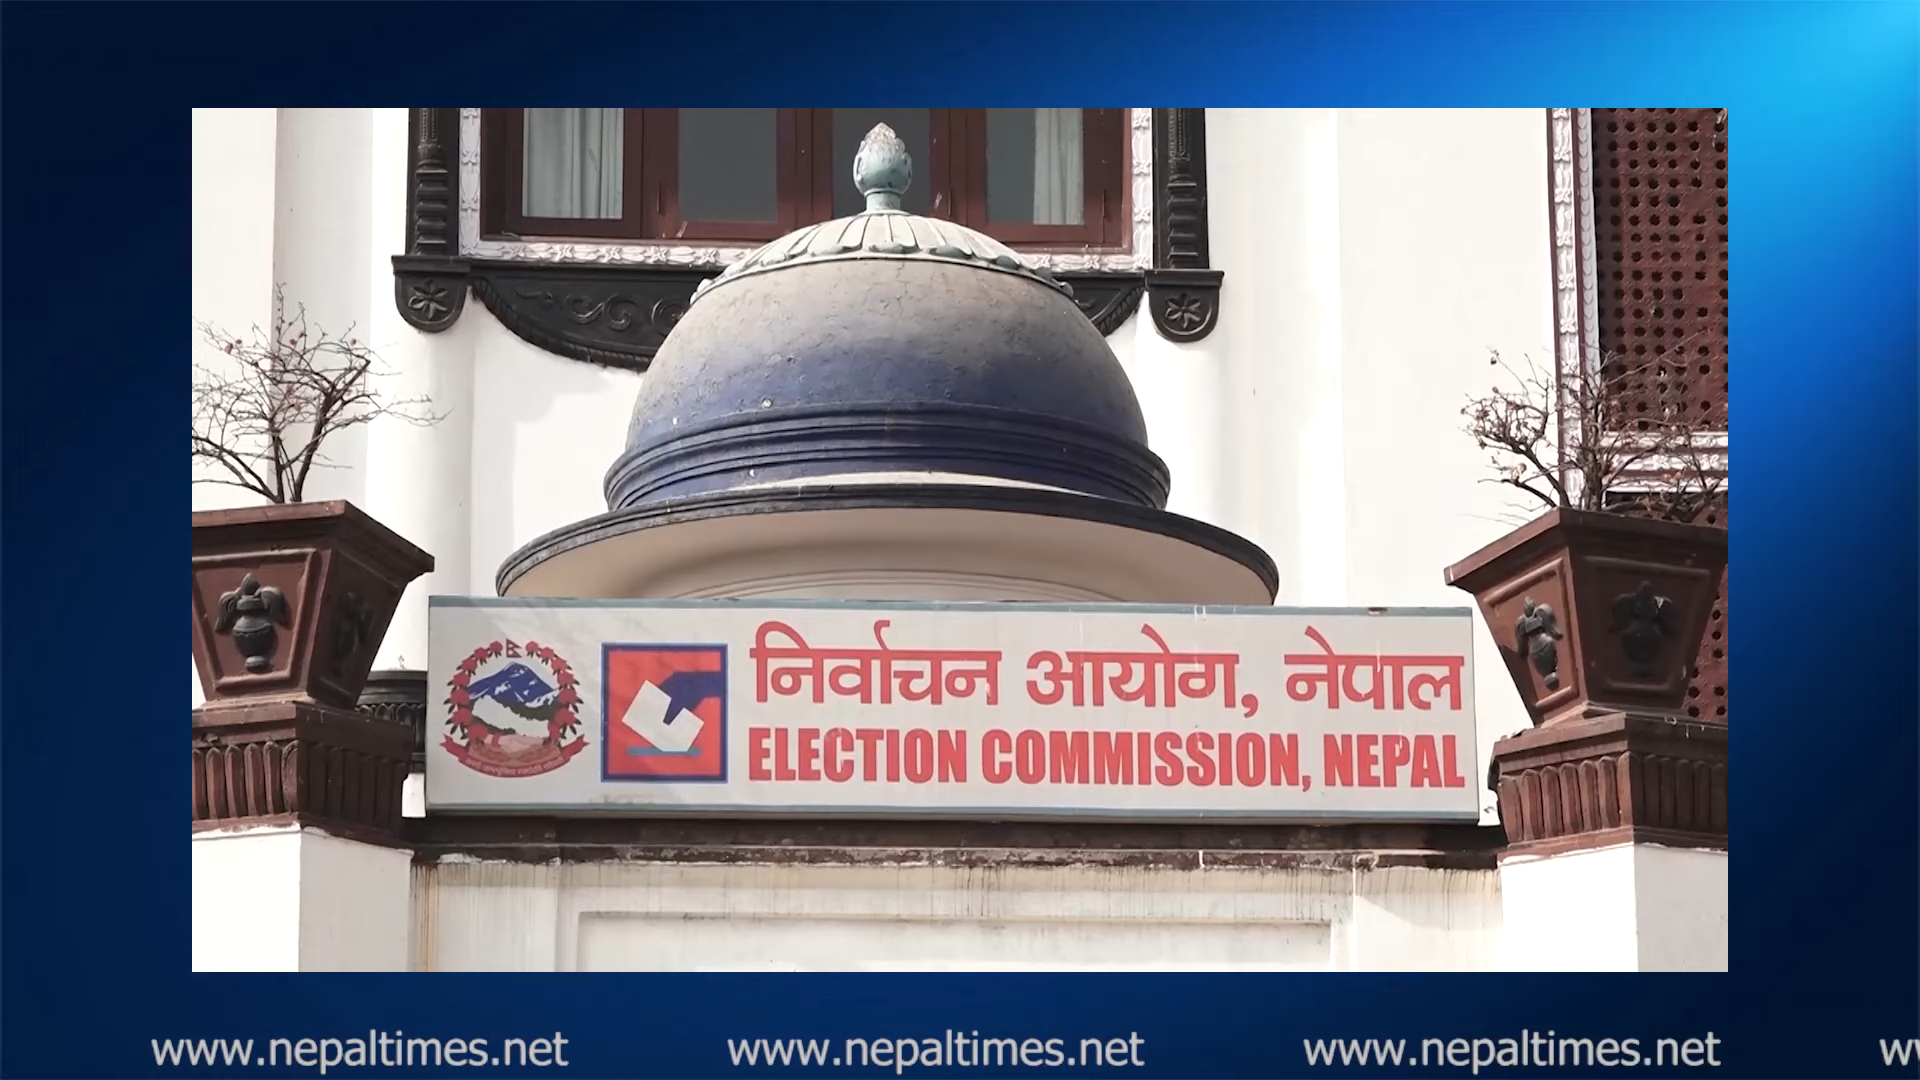 निर्वाचन आयोग, नेपाल
ELECTION COMMISSION, NEPAL
www.nepaltimes.net www.nepaltimes.net www.nepaltimes.net